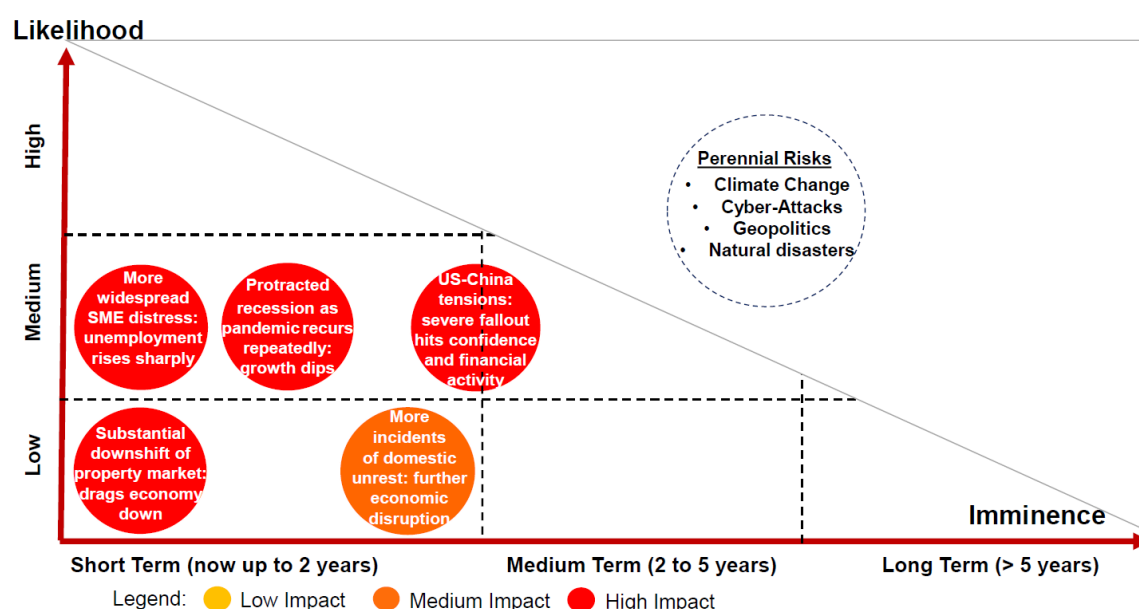 Likelihood
High
Medium
Low
Perennial Risks
• Climate Change
• Cyber-Attacks
• Geopolitics
• Natural disasters
More
widespread
SME distress:
unemployment
rises sharply
Protracted
recession as
pandemic recurs
repeatedly:
growth dips
US-China
tensions:
severe fallout
hits confidence
and financial
activity
Substantial
downshift of
property market:
drags economy
down
More
incidents
of domestic
unrest: further
economic
disruption
Imminence
Short Term (now up to 2 years)
Medium Term (2 to 5 years)
Long Term (> 5 years)
Legend:
Low Impact
Medium Impact
High Impact